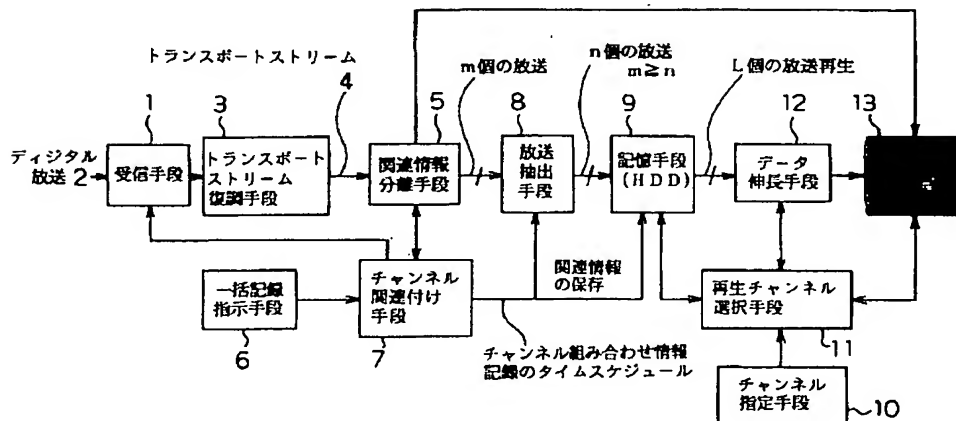 トランスポートストリーム
4
m個の放送
n個の放送
m≧n
L個の放送再生
1
3
5
8
9
12
13
ディジタル
放送 2
受信手段
トランスポート
ストリーム
復調手段
関連情報
分離手段
放送
抽出
手段
記憶手段
(HDD)
データ
伸長手段
一括記録
指示手段
6
チャンネル
関連付け
手段
7
関連情報
の保存
チャンネル組み合わせ情報
記録のタイムスケジュール
再生チャンネル
選択手段
11
チャンネル
指定手段
10